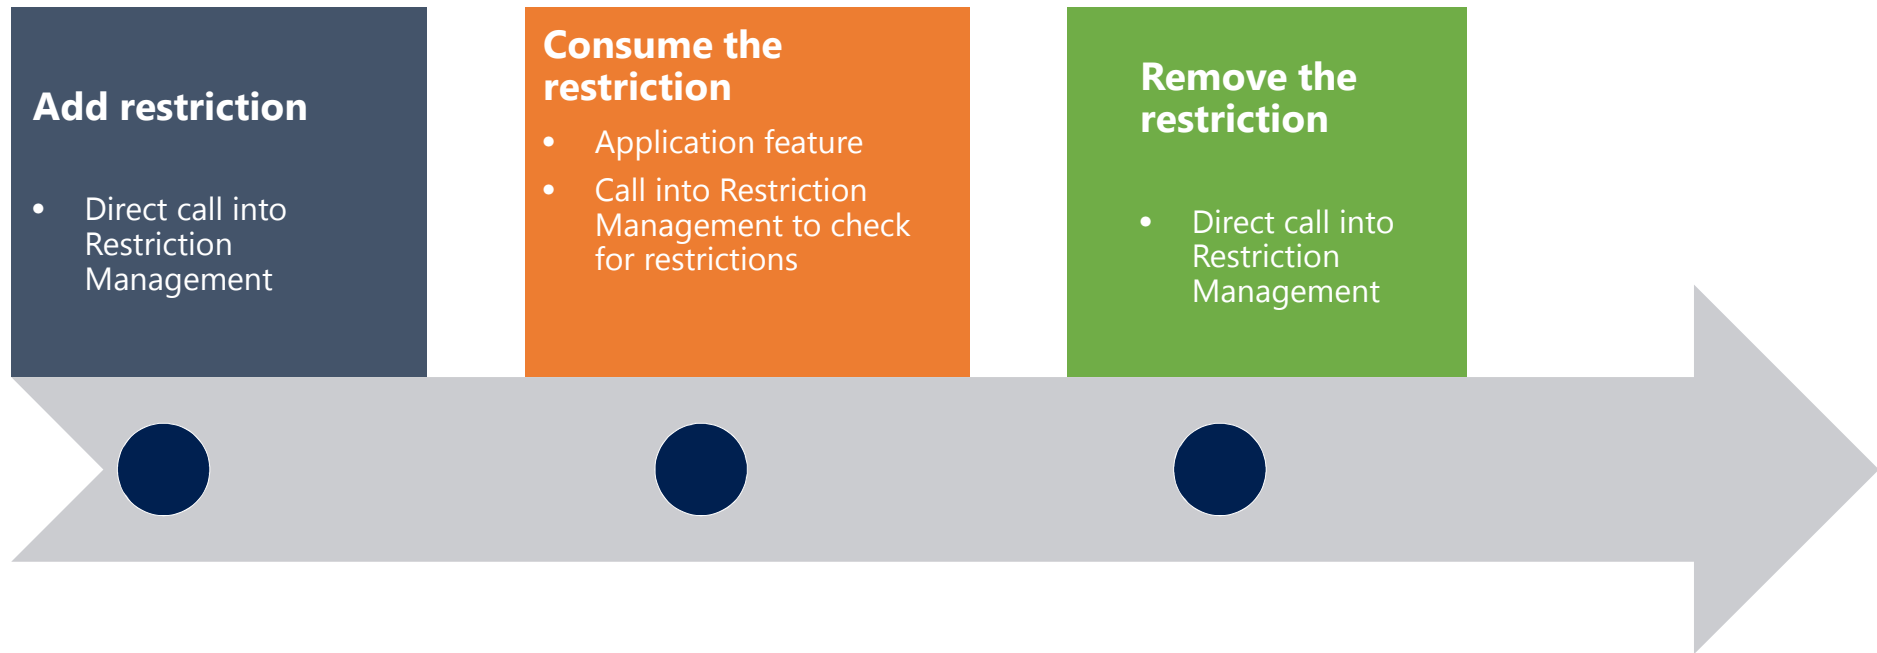 Add restriction
• Direct call into
Restriction
Management
Consume the
restriction
• Application feature
• Call into Restriction
Management to check
for restrictions
Remove the
restriction
• Direct call into
Restriction
Management